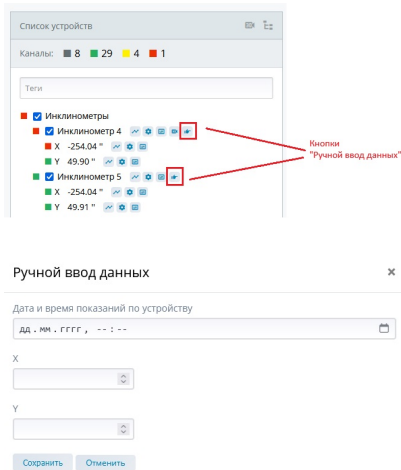 Список устройств
Каналы: 8 29 4 1
Теги
Инклинометры
Инклинометр 4
X -254.04 "
Y 49.90 "
Инклинометр 5
X -254.04 "
Y 49.91 "
Кнопки
"Ручной ввод данных"
Ручной ввод данных
Дата и время показаний по устройству
дд.мм.гггг, --:--
X
Y
Сохранить Отменить